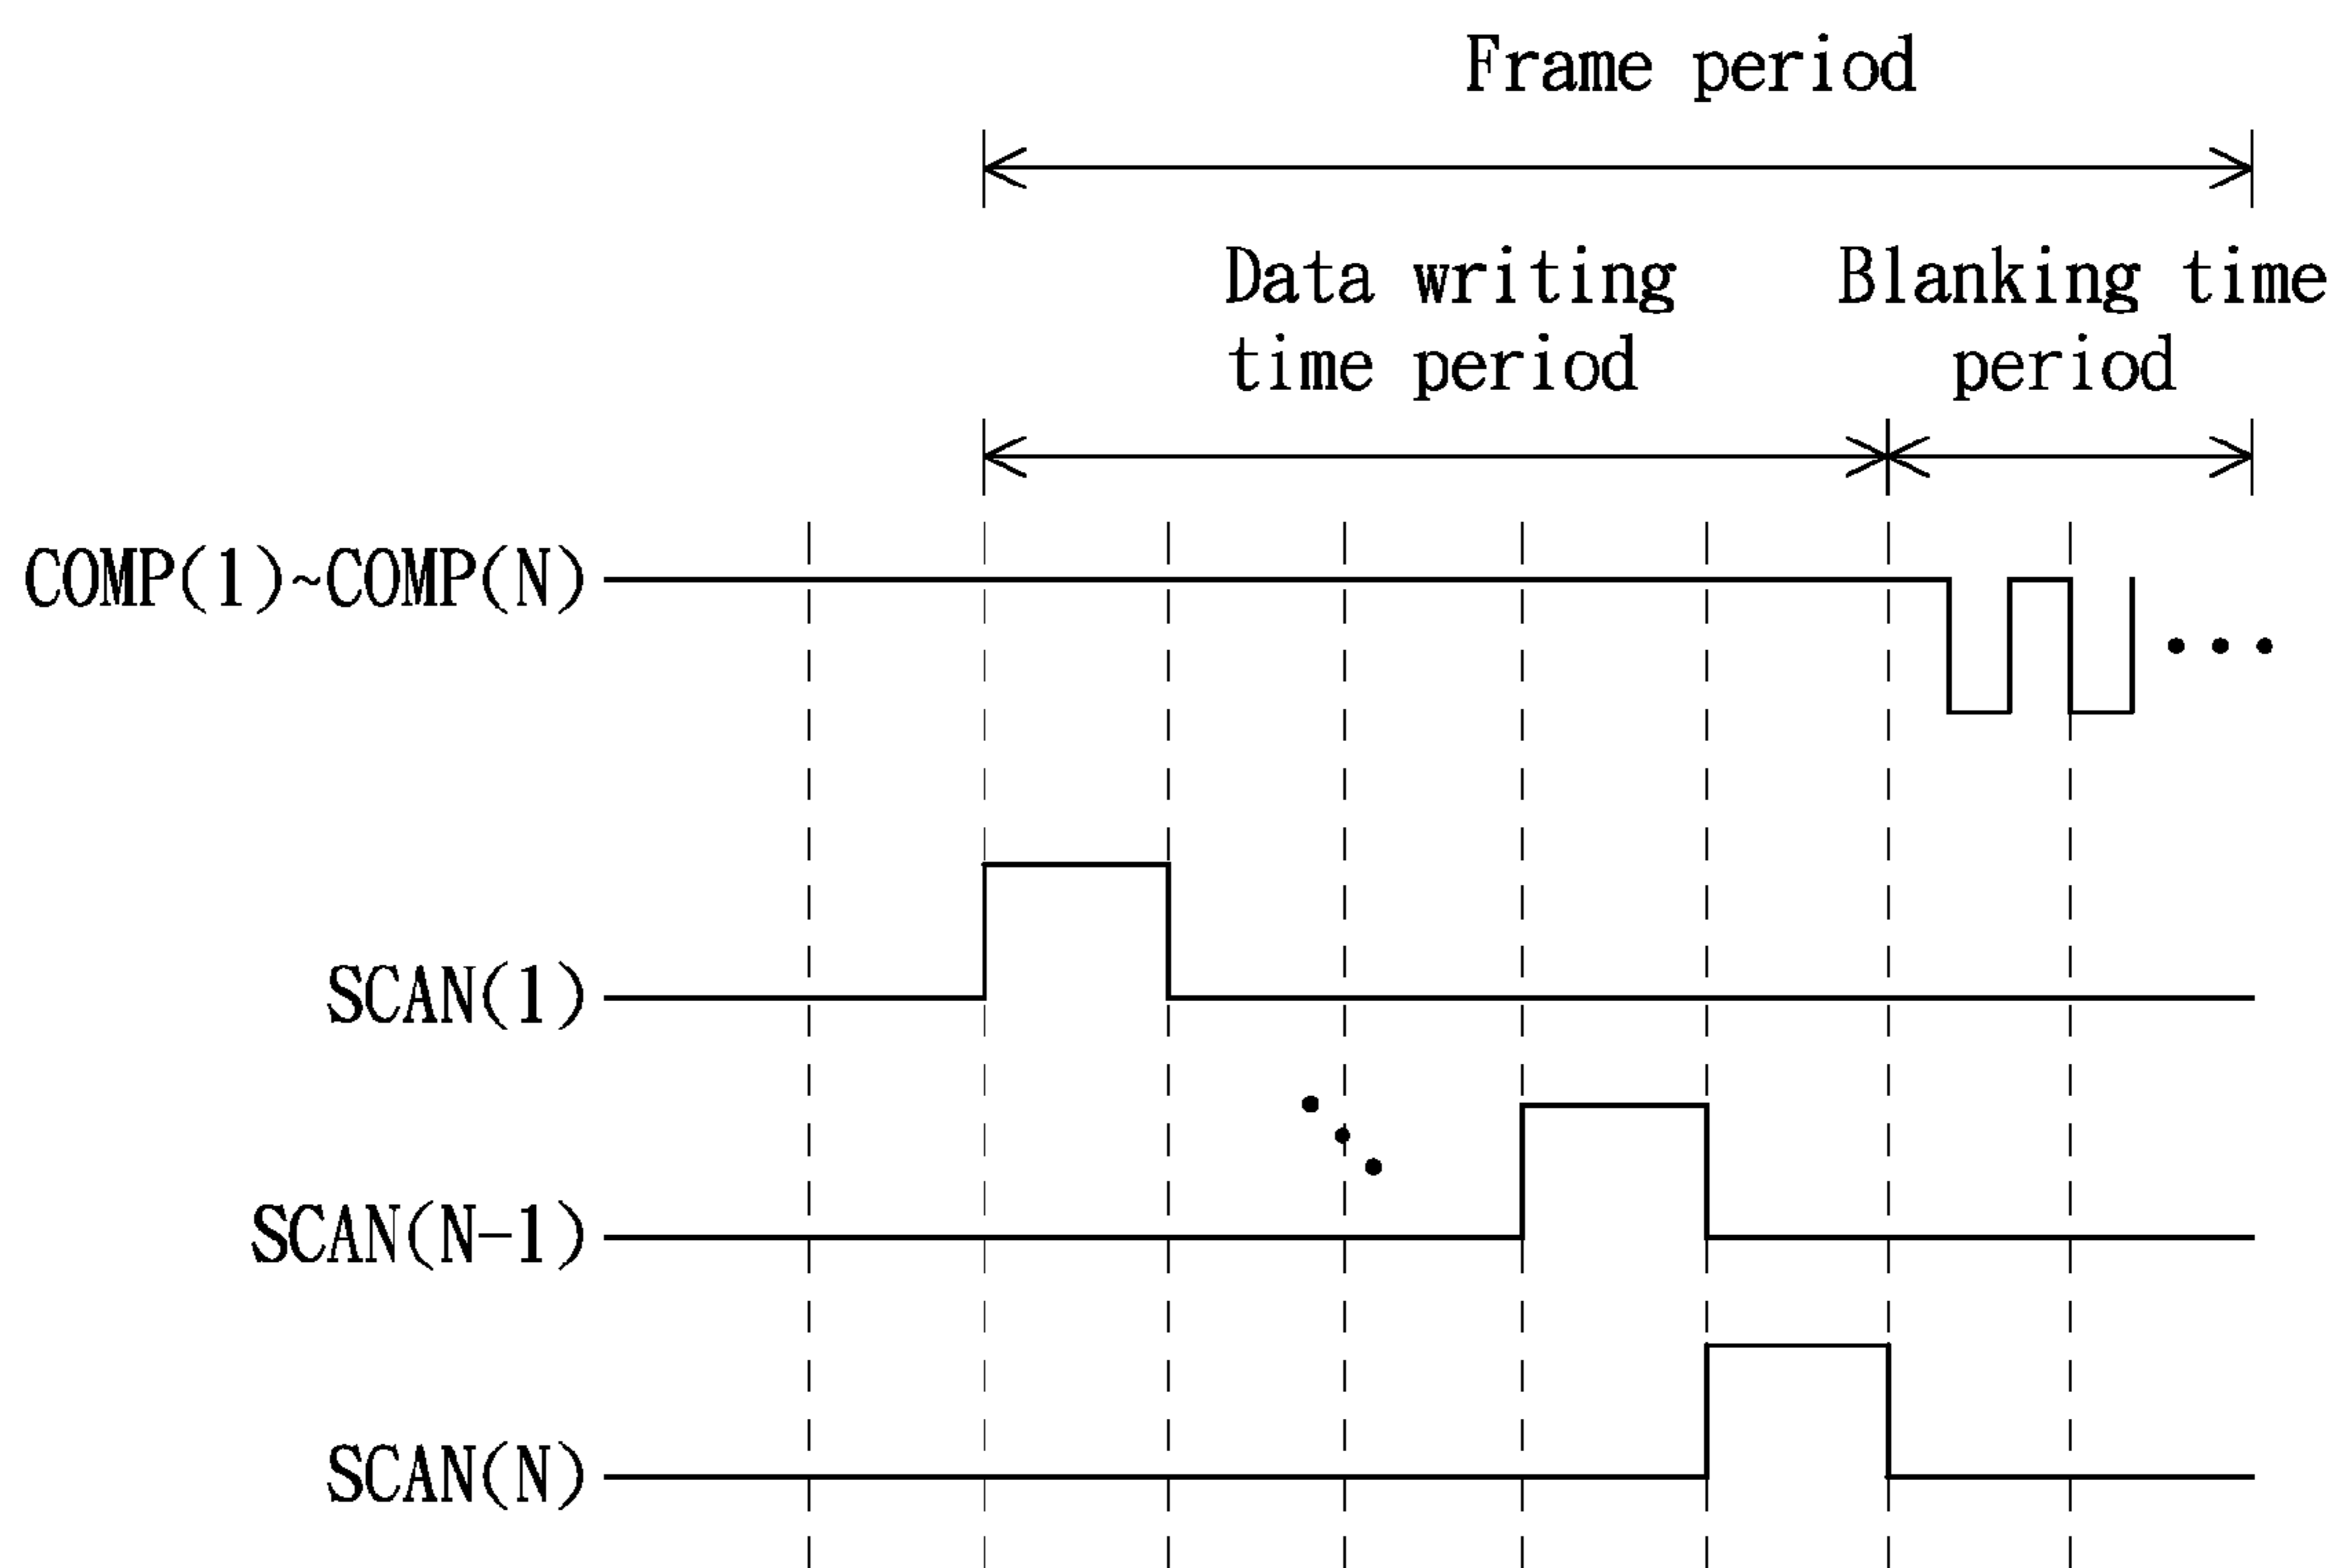 Frame period
Data writing
time period
Blanking time
period
COMP(1)~COMP(N)
SCAN(1)
SCAN(N-1)
SCAN(N)